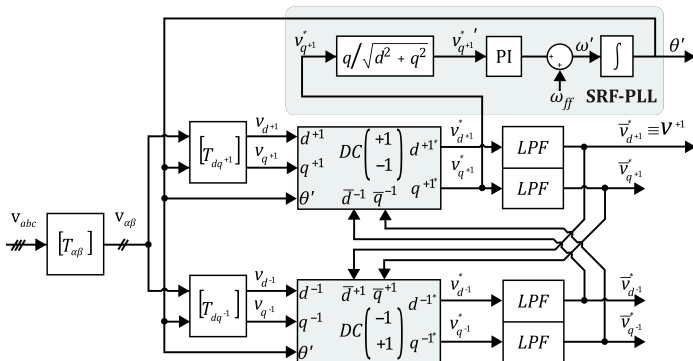 v*q+1 q/√d² + q² v*q+1′ PI + + ω′ ∫ θ′
ωff SRF-PLL
[Tdq+1] vd+1 vq+1 d+1 q+1 θ′ DC(+1 −1) d+1* q+1* d̅−1 q̅−1 v*d+1 v*q+1 LPF LPF v̅*d+1 ≡ v+1 v̅*q+1
vabc [Tαβ] vαβ
[Tdq-1] vd-1 vq-1 d−1 q−1 θ′ d̅+1 q̅+1 DC(−1 +1) d−1* q−1* v*d-1 v*q-1 LPF LPF v̅*d-1 v̅*q-1